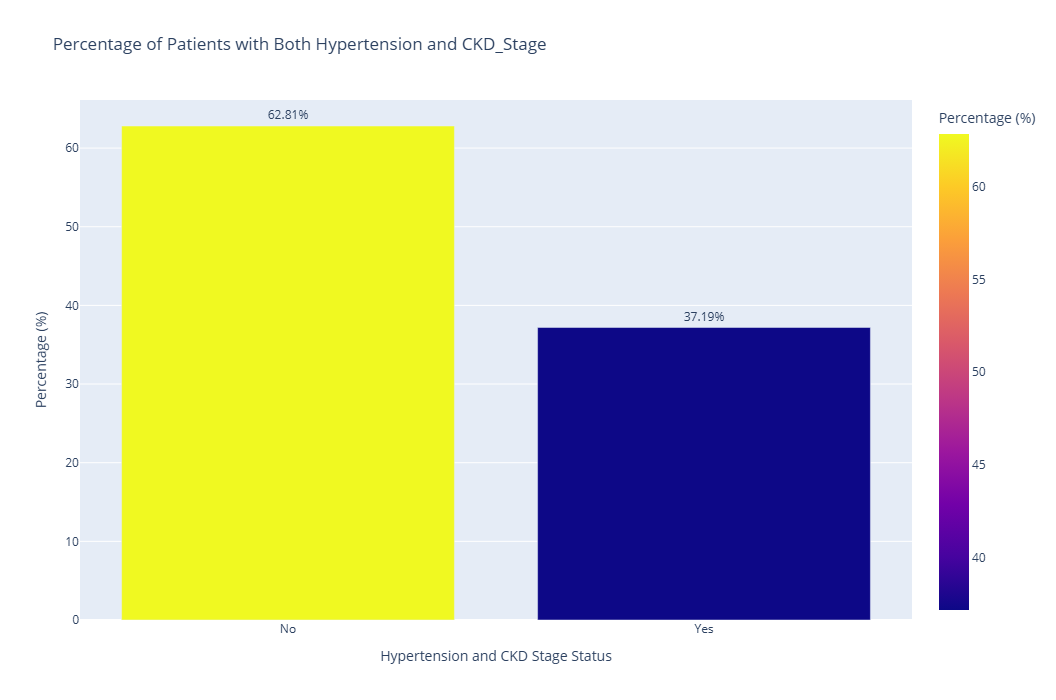 Percentage of Patients with Both Hypertension and CKD_Stage
Percentage (%)
62.81%
37.19%
60
50
40
30
20
10
0
Percentage (%)
No
Yes
Hypertension and CKD Stage Status
60
55
50
45
40